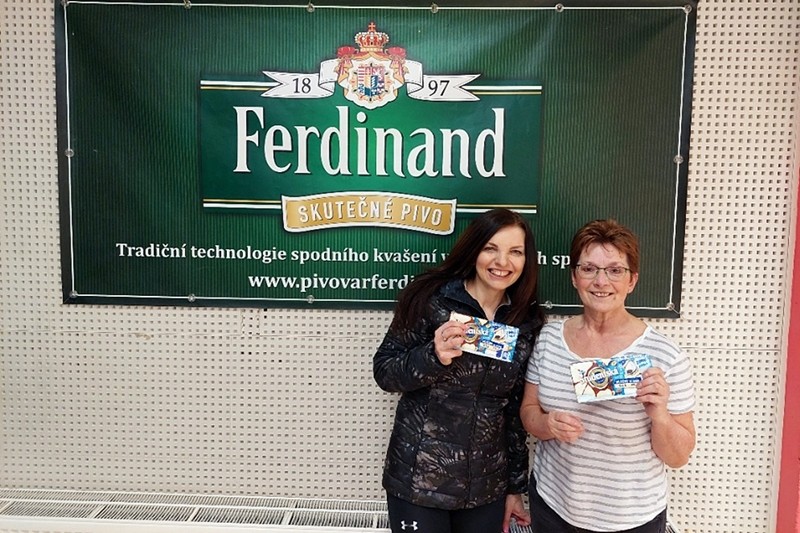 18 97
Ferdinand
SKUTEČNÉ PIVO
Tradiční technologie spodního kvašení
www.pivovarferdi